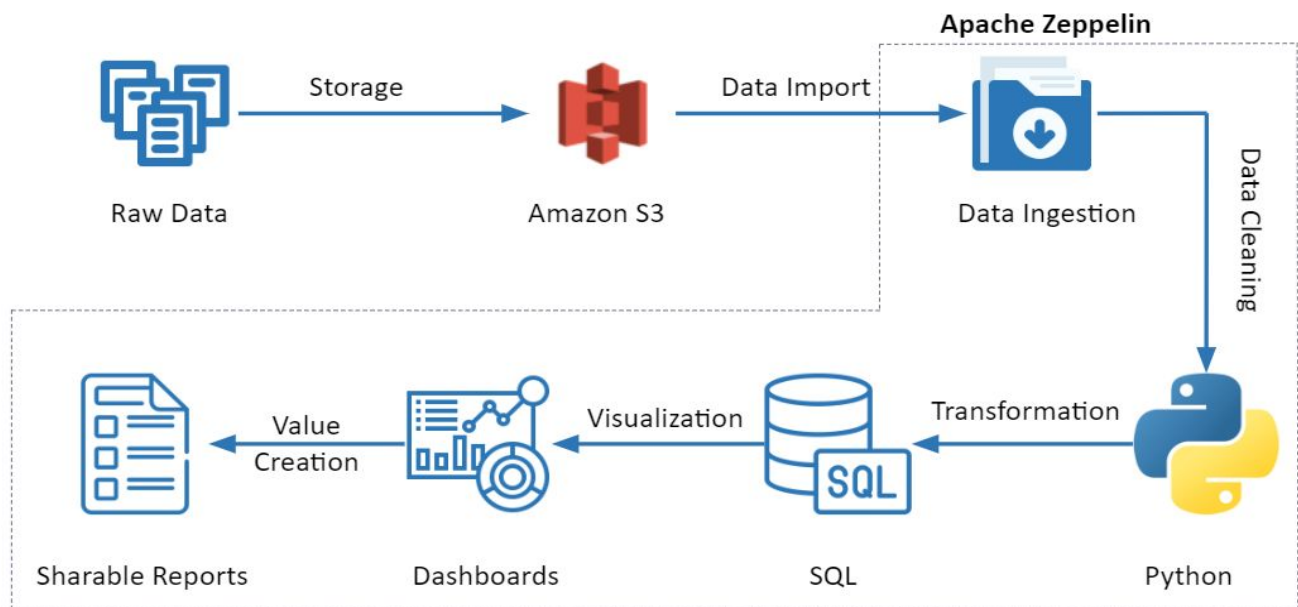 Apache Zeppelin
Storage
Data Import
Raw Data
Amazon S3
Data Ingestion
Data Cleaning
Value
Creation
Visualization
Transformation
SQL
Sharable Reports
Dashboards
SQL
Python